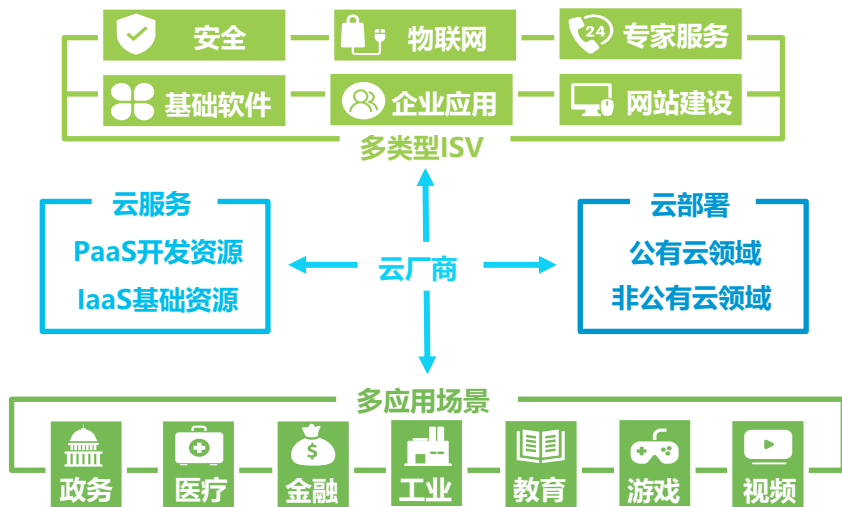 安全
物联网
24
专家服务
基础软件
企业应用
网站建设
多类型ISV
云服务
PaaS开发资源
IaaS基础资源
云厂商
云部署
公有云领域
非公有云领域
多应用场景
$
政务
医疗
金融
工业
教育
游戏
视频